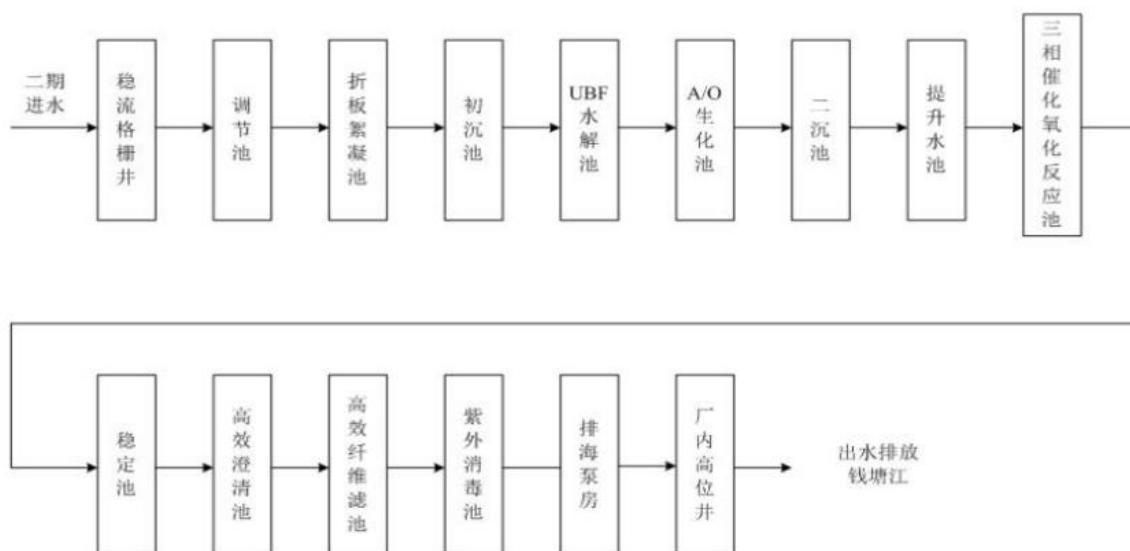 二期
进水
稳流格栅井
调节池
折板絮凝池
初沉池
UBF
水解池
A/O
生化池
二沉池
提升水池
三相催化氧化反应池
稳定池
高效澄清池
高效纤维滤池
紫外消毒池
排海泵房
厂内高位井
出水排放
钱塘江